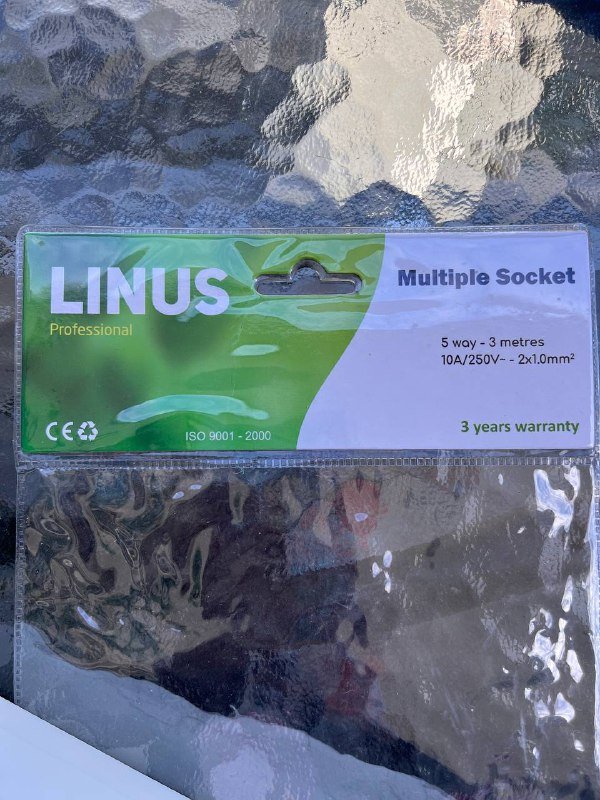 LINUS
Professional
Multiple Socket
5 way - 3 metres
10A/250V~ - 2x1.0mm²
3 years warranty
CE
ISO 9001 - 2000